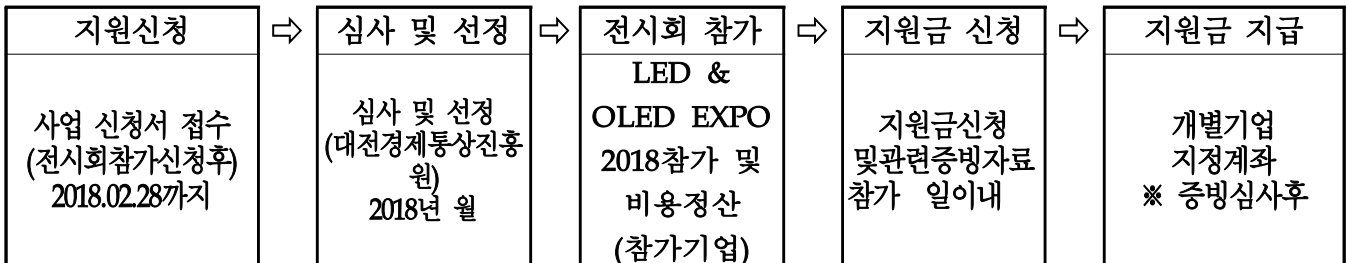 지원신청
⇨
심사 및 선정
⇨
전시회 참가
⇨
지원금 신청
⇨
지원금 지급
사업 신청서 접수
(전시회참가신청후)
2018.02.28까지
심사 및 선정
(대전경제통상진흥
원)
2018년 월
LED &
OLED EXPO
2018참가 및
비용정산
(참가기업)
지원금신청
및관련증빙자료
참가 일이내
개별기업
지정계좌
※ 증빙심사후